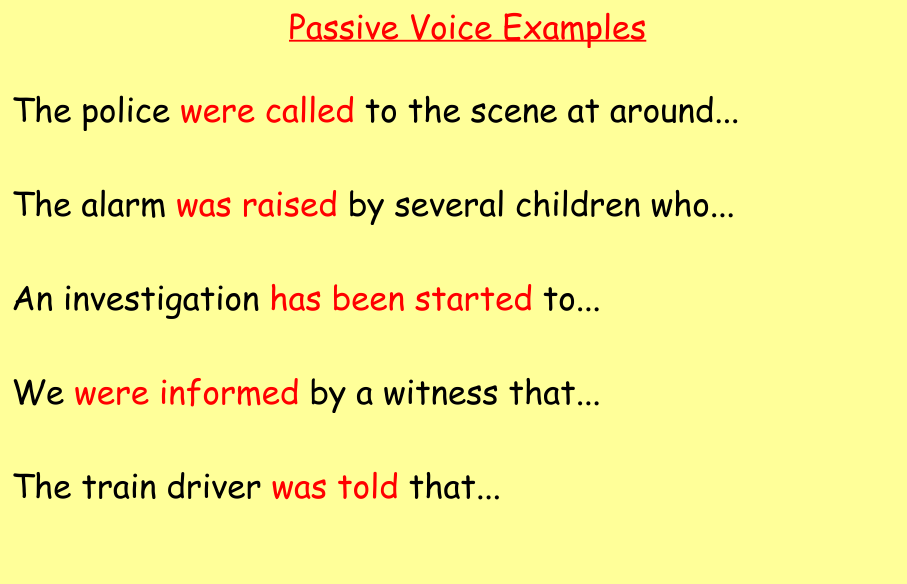 Passive Voice Examples
The police were called to the scene at around...
The alarm was raised by several children who...
An investigation has been started to...
We were informed by a witness that...
The train driver was told that...